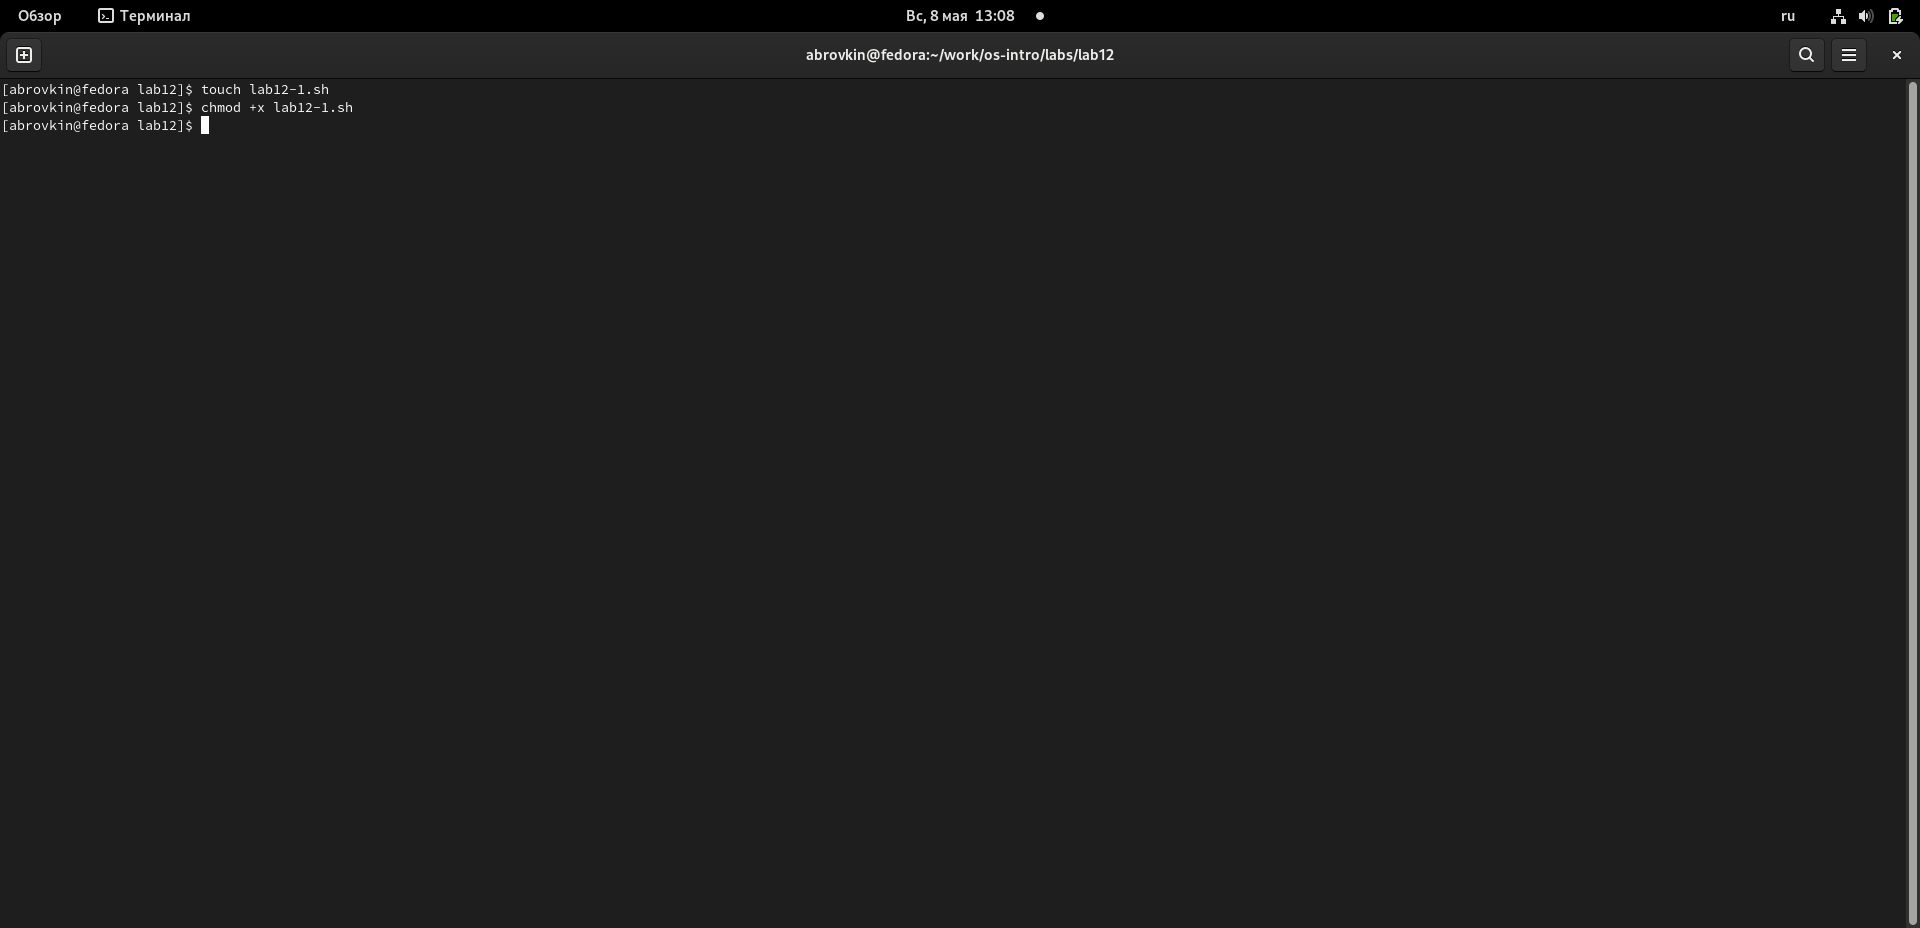 Обзор Терминал Вс, 8 мая 13:08 ru
abrovkin@fedora:~/work/os-intro/labs/lab12
[abrovkin@fedora lab12]$ touch lab12-1.sh
[abrovkin@fedora lab12]$ chmod +x lab12-1.sh
[abrovkin@fedora lab12]$